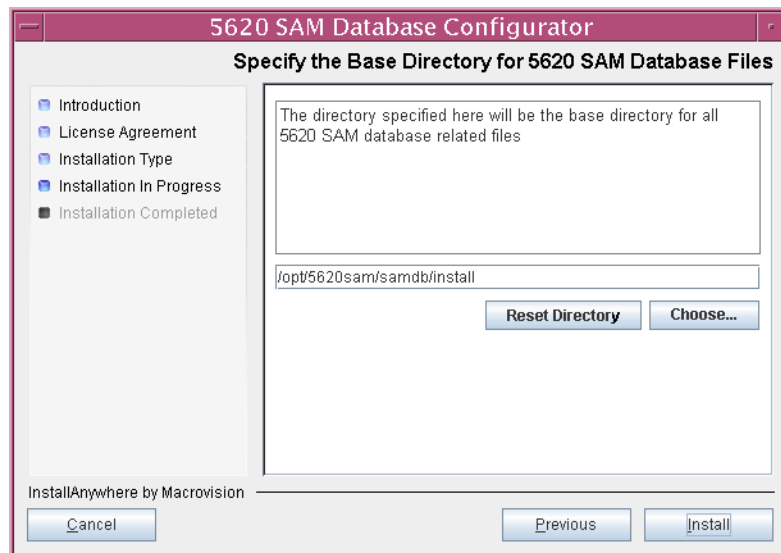 5620 SAM Database Configurator
Specify the Base Directory for 5620 SAM Database Files
Introduction
License Agreement
Installation Type
Installation In Progress
Installation Completed
The directory specified here will be the base directory for all
5620 SAM database related files
/opt/5620sam/samdb/install
Reset Directory
Choose...
InstallAnywhere by Macrovision
Cancel
Previous
Install